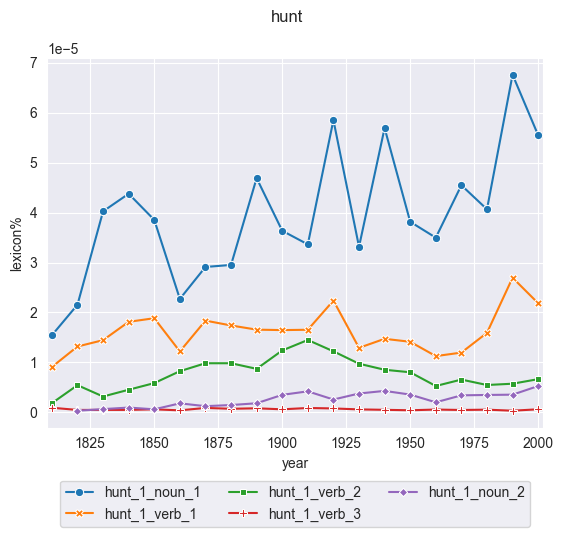 hunt
1e−5
7
6
5
4
3
2
1
0
lexicon%
1825 1850 1875 1900 1925 1950 1975 2000
year
hunt_1_noun_1 hunt_1_verb_2 hunt_1_noun_2
hunt_1_verb_1 hunt_1_verb_3